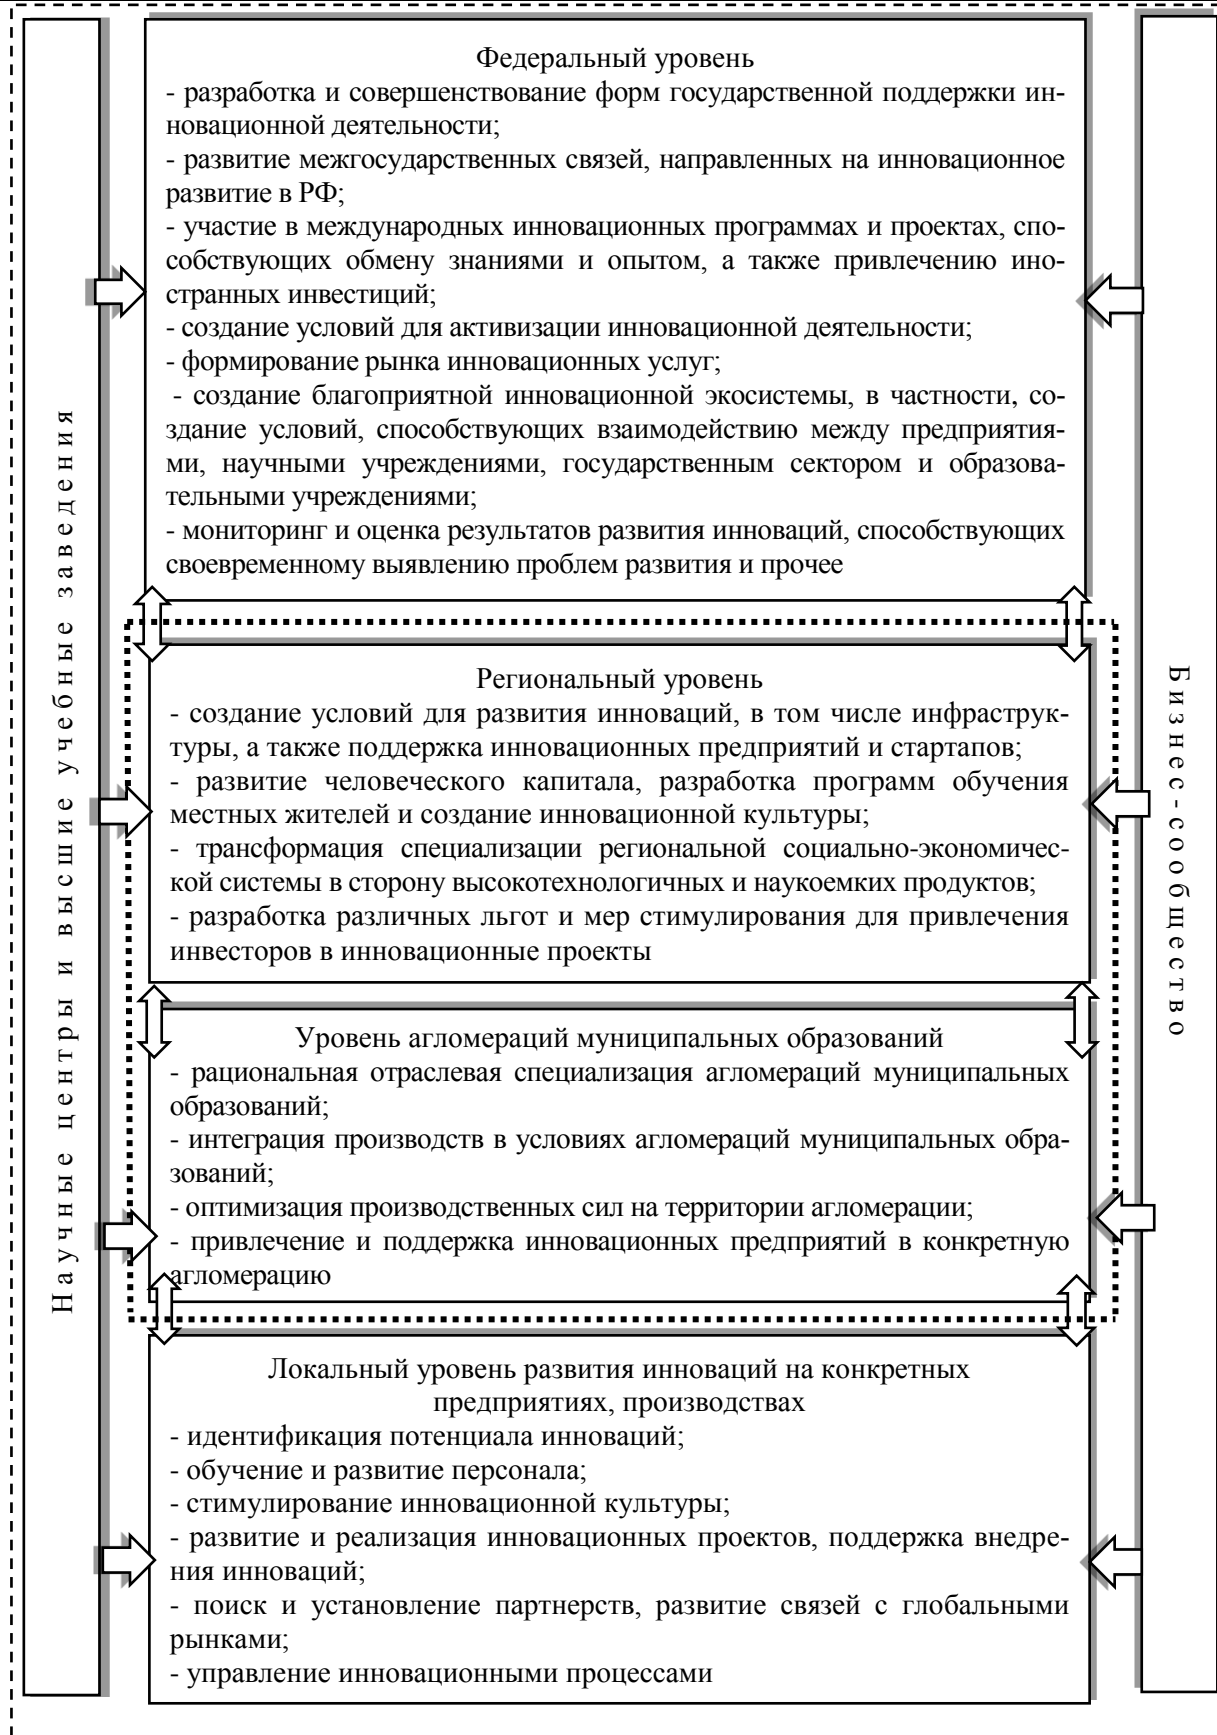 Научные центры и высшие учебные заведения
Федеральный уровень
- разработка и совершенствование форм государственной поддержки ин-
новационной деятельности;
- развитие межгосударственных связей, направленных на инновационное
развитие в РФ;
- участие в международных инновационных программах и проектах, спо-
собствующих обмену знаниями и опытом, а также привлечению ино-
странных инвестиций;
- создание условий для активизации инновационной деятельности;
- формирование рынка инновационных услуг;
- создание благоприятной инновационной экосистемы, в частности, со-
здание условий, способствующих взаимодействию между предприятия-
ми, научными учреждениями, государственным сектором и образова-
тельными учреждениями;
- мониторинг и оценка результатов развития инноваций, способствующих
своевременному выявлению проблем развития и прочее
Региональный уровень
- создание условий для развития инноваций, в том числе инфраструк-
туры, а также поддержка инновационных предприятий и стартапов;
- развитие человеческого капитала, разработка программ обучения
местных жителей и создание инновационной культуры;
- трансформация специализации региональной социально-экономичес-
кой системы в сторону высокотехнологичных и наукоемких продуктов;
- разработка различных льгот и мер стимулирования для привлечения
инвесторов в инновационные проекты
Уровень агломераций муниципальных образований
- рациональная отраслевая специализация агломераций муниципальных
образований;
- интеграция производств в условиях агломераций муниципальных обра-
зований;
- оптимизация производственных сил на территории агломерации;
- привлечение и поддержка инновационных предприятий в конкретную
агломерацию
Локальный уровень развития инноваций на конкретных
предприятиях, производствах
- идентификация потенциала инноваций;
- обучение и развитие персонала;
- стимулирование инновационной культуры;
- развитие и реализация инновационных проектов, поддержка внедре-
ния инноваций;
- поиск и установление партнерств, развитие связей с глобальными
рынками;
- управление инновационными процессами
Бизнес-сообщество